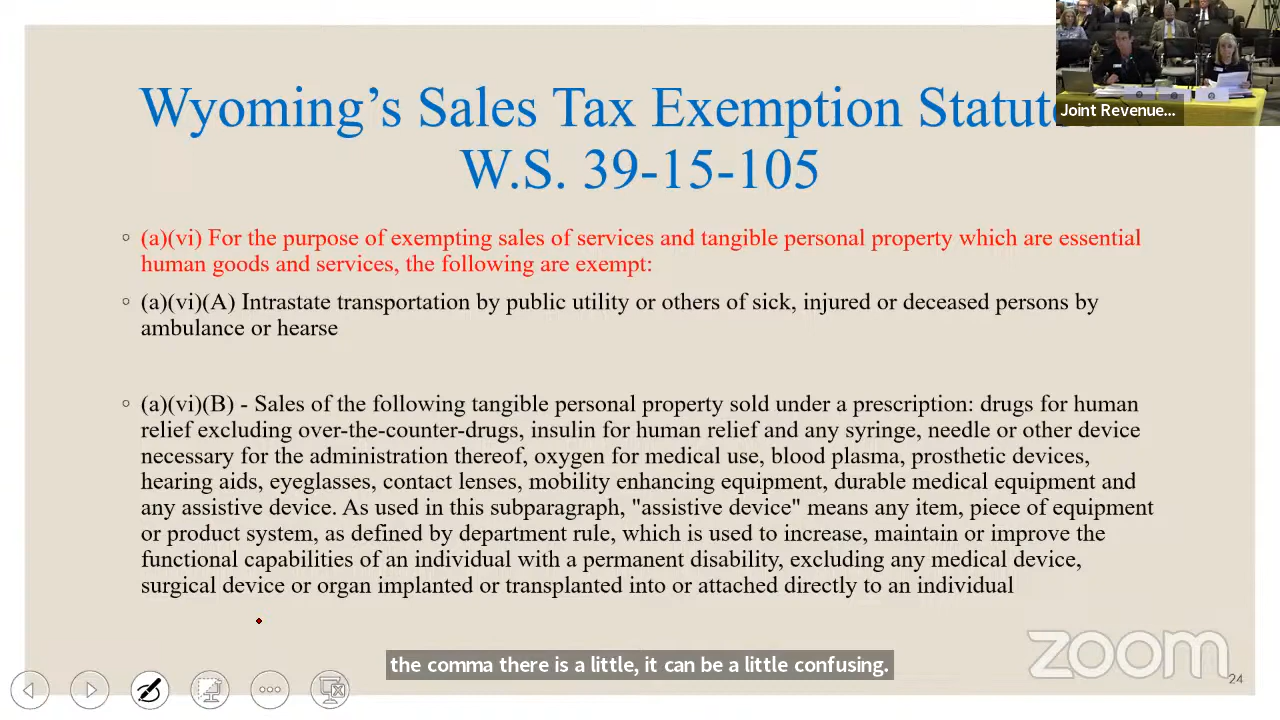 Wyoming's Sales Tax Exemption Statute
W.S. 39-15-105
Joint Revenue...
(a)(vi) For the purpose of exempting sales of services and tangible personal property which are essential
human goods and services, the following are exempt:
(a)(vi)(A) Intrastate transportation by public utility or others of sick, injured or deceased persons by
ambulance or hearse
(a)(vi)(B) - Sales of the following tangible personal property sold under a prescription: drugs for human
relief excluding over-the-counter-drugs, insulin for human relief and any syringe, needle or other device
necessary for the administration thereof, oxygen for medical use, blood plasma, prosthetic devices,
hearing aids, eyeglasses, contact lenses, mobility enhancing equipment, durable medical equipment and
any assistive device. As used in this subparagraph, "assistive device" means any item, piece of equipment
or product system, as defined by department rule, which is used to increase, maintain or improve the
functional capabilities of an individual with a permanent disability, excluding any medical device,
surgical device or organ implanted or transplanted into or attached directly to an individual
the comma there is a little, it can be a little confusing.
zoom
24